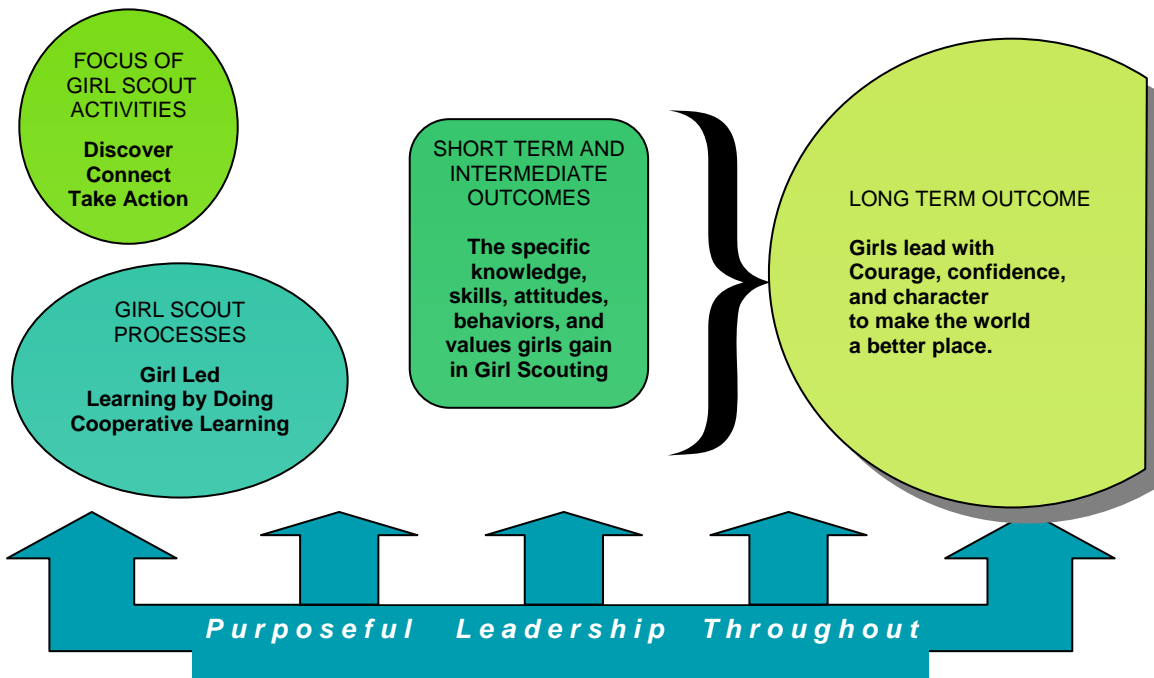 FOCUS OF
GIRL SCOUT
ACTIVITIES
Discover
Connect
Take Action
GIRL SCOUT
PROCESSES
Girl Led
Learning by Doing
Cooperative Learning
SHORT TERM AND
INTERMEDIATE
OUTCOMES
The specific
knowledge,
skills, attitudes,
behaviors, and
values girls gain
in Girl Scouting
LONG TERM OUTCOME
Girls lead with
Courage, confidence,
and character
to make the world
a better place.
Purposeful Leadership Throughout